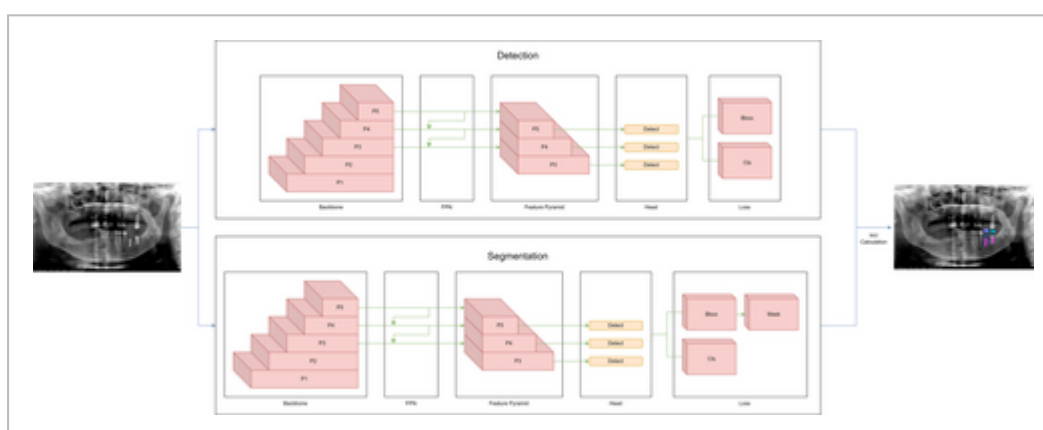 Detection
P5
P4
P3
P2
P1
Backbone
FPN
P5
P4
P3
Feature Pyramid
Detect
Detect
Detect
Head
Bbox
Cls
Loss
Segmentation
P5
P4
P3
P2
P1
Backbone
FPN
P5
P4
P3
Feature Pyramid
Detect
Detect
Detect
Head
Bbox
Mask
Cls
Loss
Calculation